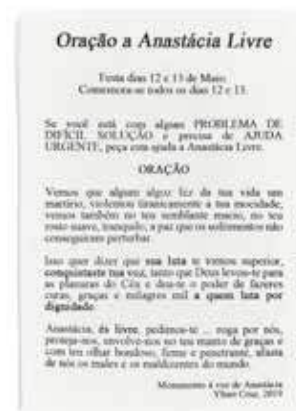 Oração a Anastácia Livre
Festa dias 12 e 13 de Maio
Comemora-se todos os dias 12 e 13.
Se você está com algum PROBLEMA DE
DIFÍCIL SOLUÇÃO e precisa de AJUDA
URGENTE, peça com ajuda a Anastácia Livre.
ORAÇÃO
Vemos que algum algoz fez da tua vida um
martírio, violentou tiranicamente a tua mocidade,
vemos também no teu semblante macio, no teu
rosto suave, tranquilo, a paz que os sofrimentos não
conseguiram perturbar.
Isso quer dizer que sua luta te tornou superior,
conquistaste tua voz, tanto que Deus levou-te para
as planuras do Céu e deu-te o poder de fazeres
curas, graças e milagres mil a quem luta por
dignidade.
Anastácia, és livre, pedimos-te ... roga por nós,
proteja-nos, envolve-nos no teu manto de graças e
com teu olhar bondoso, firme e penetrante, afasta
de nós os males e os maldizentes do mundo.
Monumento à voz de Anastácia
Yhuri Cruz, 2019